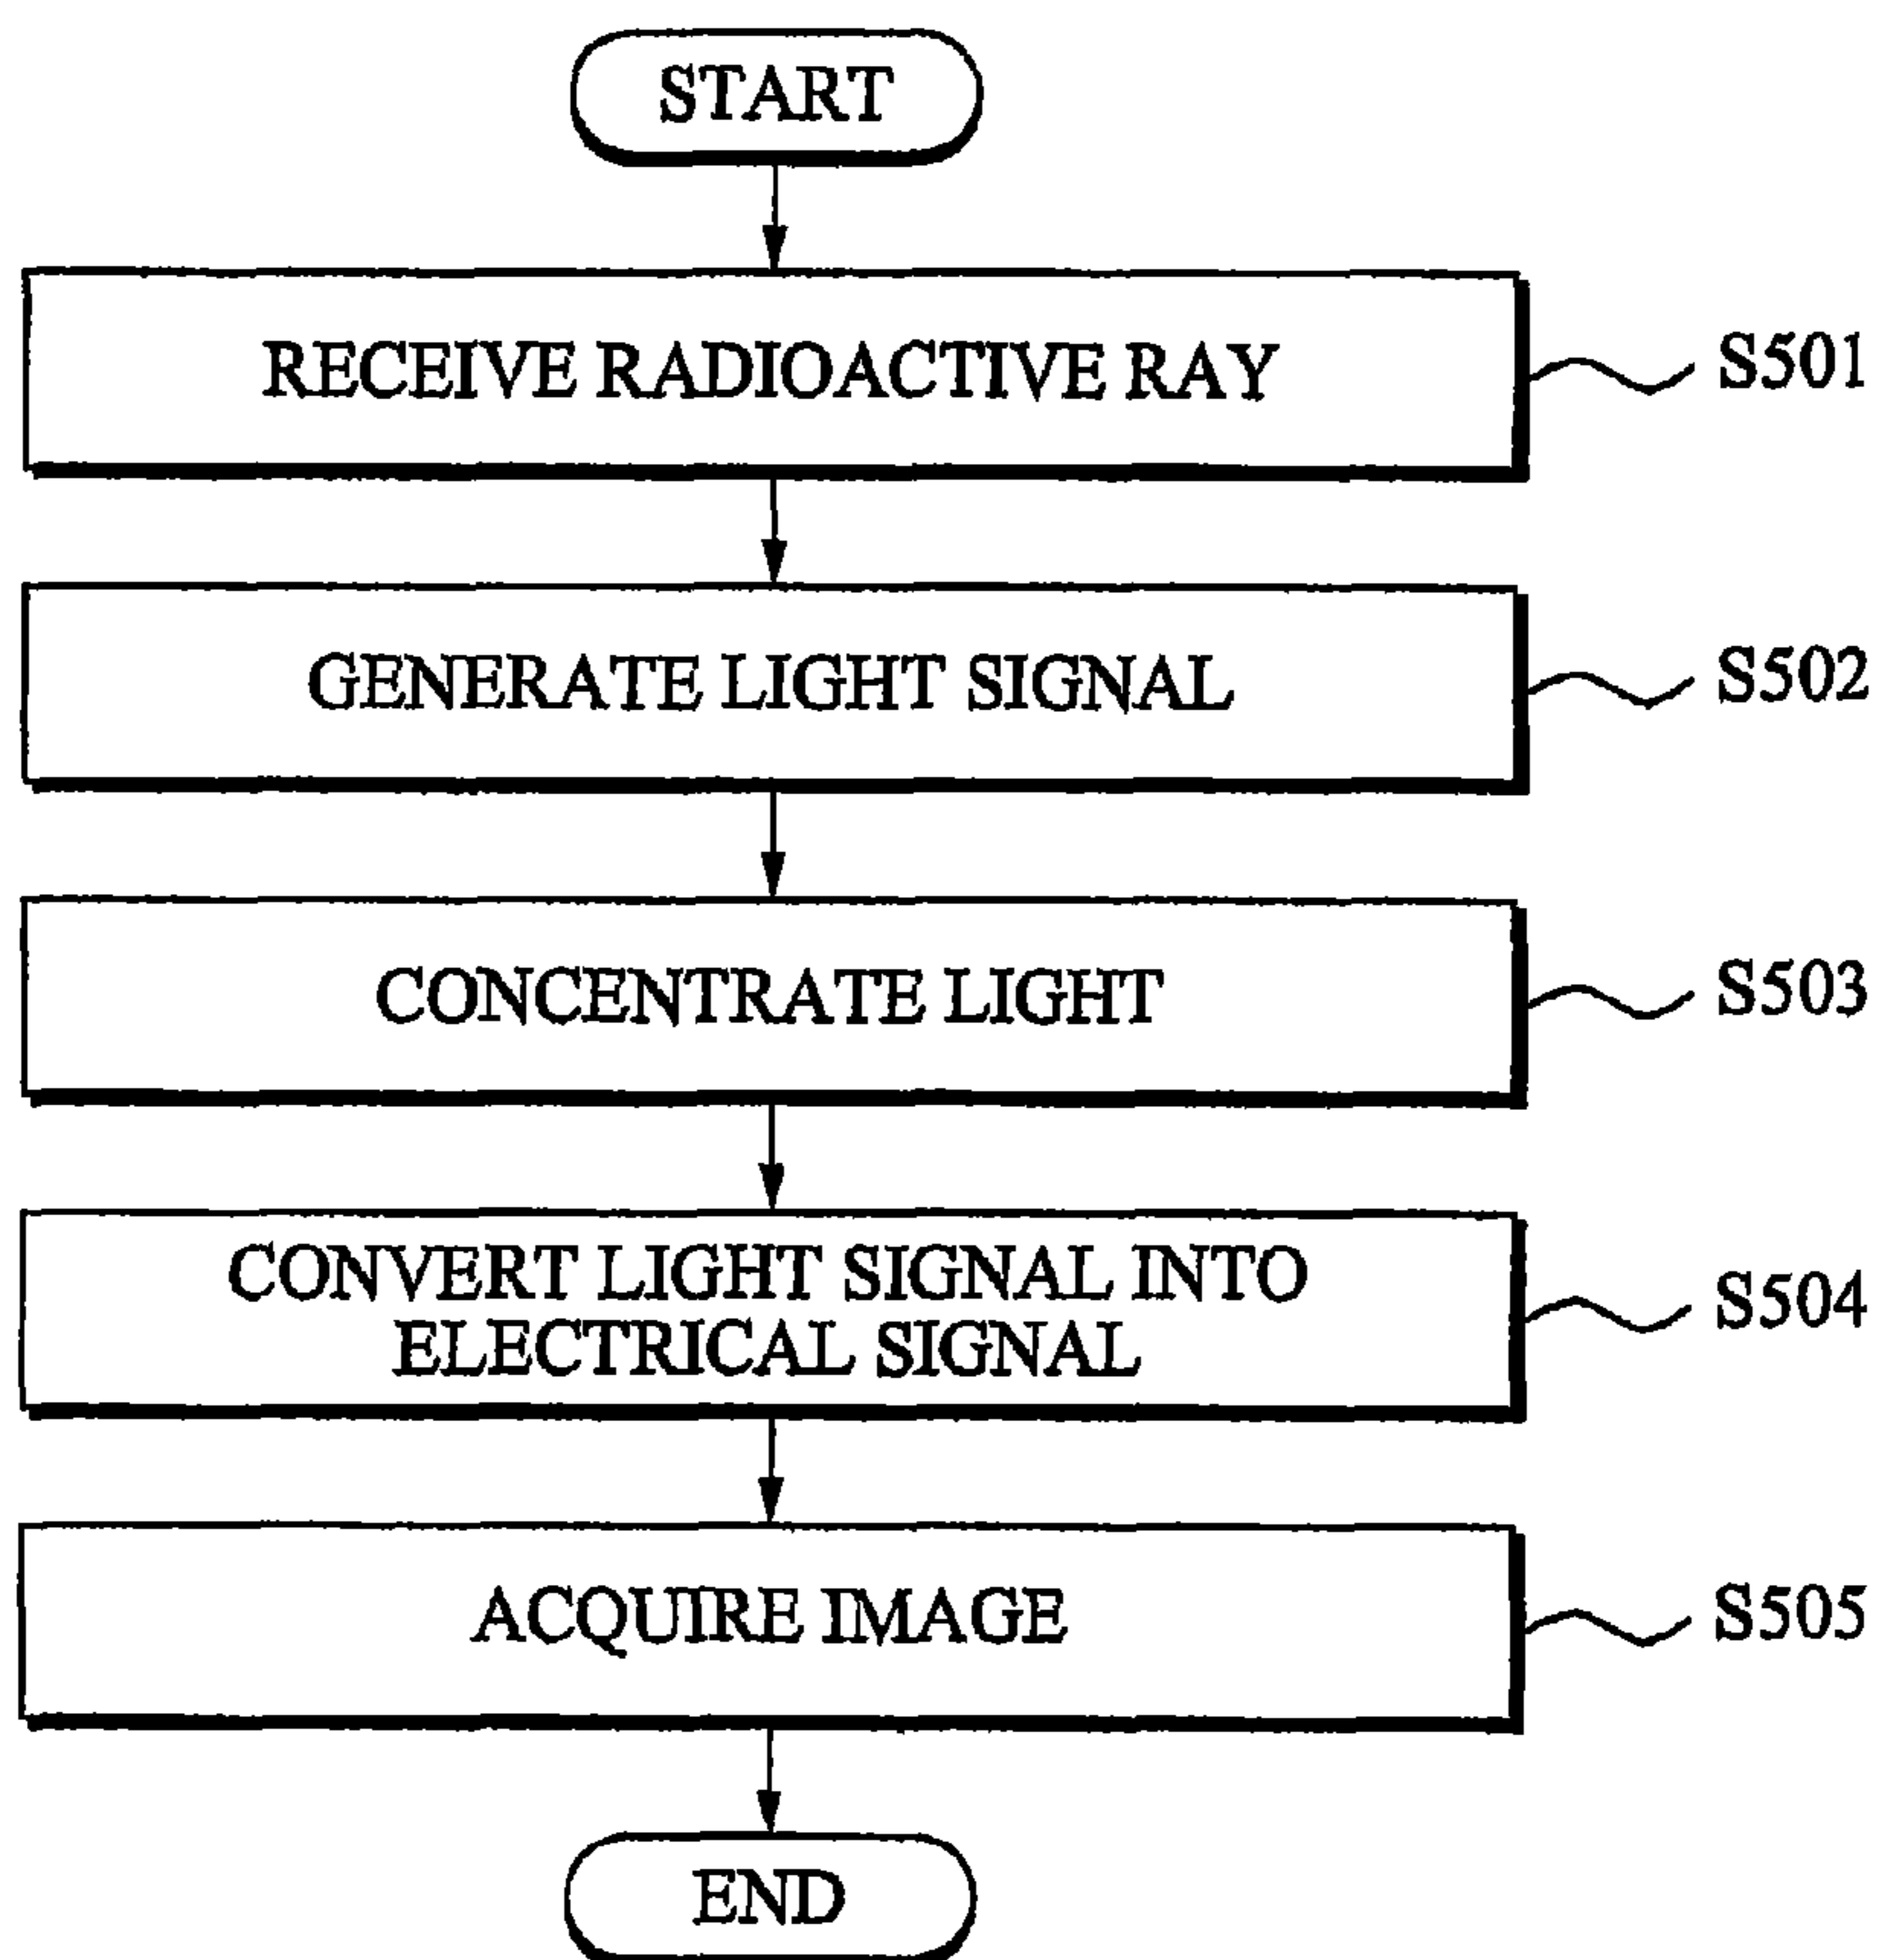 START
RECEIVE RADIOACTIVE RAY
S501
GENERATE LIGHT SIGNAL
S502
CONCENTRATE LIGHT
S503
CONVERT LIGHT SIGNAL INTO
ELECTRICAL SIGNAL
S504
ACQUIRE IMAGE
S505
END